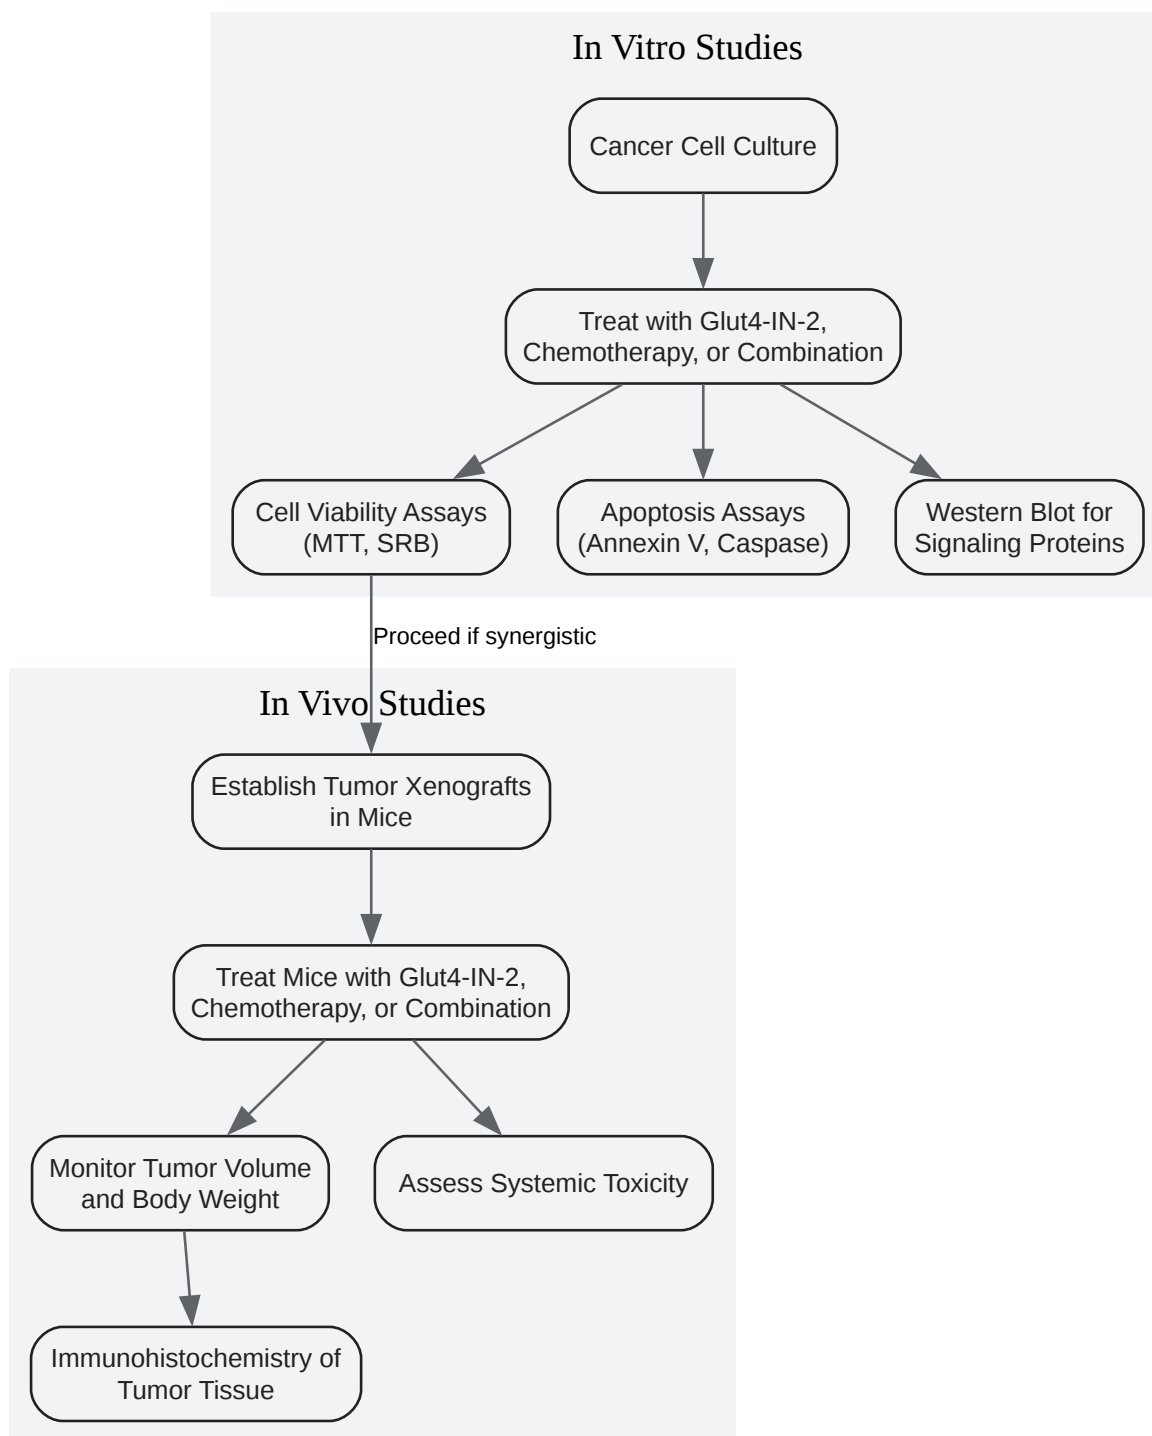 In Vitro Studies
Cancer Cell Culture
Treat with Glut4-IN-2,
Chemotherapy, or Combination
Cell Viability Assays
(MTT, SRB)
Apoptosis Assays
(Annexin V, Caspase)
Western Blot for
Signaling Proteins
Proceed if synergistic
In Vivo Studies
Establish Tumor Xenografts
in Mice
Treat Mice with Glut4-IN-2,
Chemotherapy, or Combination
Monitor Tumor Volume
and Body Weight
Assess Systemic Toxicity
Immunohistochemistry of
Tumor Tissue